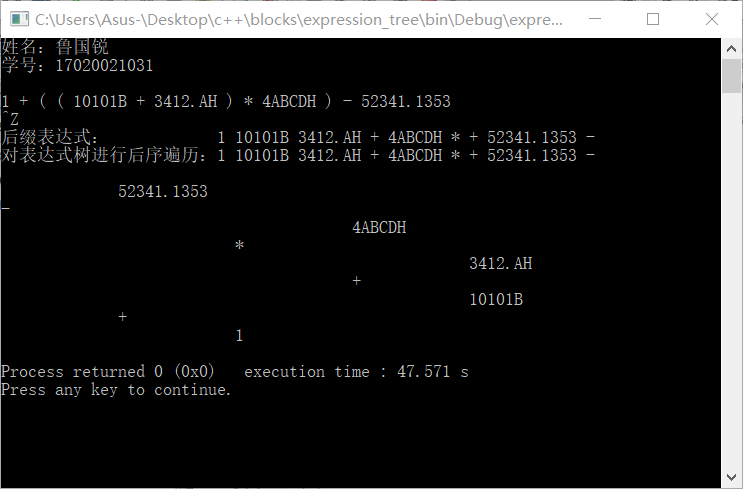 C:\Users\Asus-\Desktop\c++\blocks\expression_tree\bin\Debug\expre...
姓名：鲁国锐
学号：17020021031
1 + ( ( 10101B + 3412.AH ) * 4ABCDH ) - 52341.1353
^Z
后缀表达式：            1 10101B 3412.AH + 4ABCDH * + 52341.1353 -
对表达式树进行后序遍历：1 10101B 3412.AH + 4ABCDH * + 52341.1353 -
52341.1353
-
4ABCDH
*
3412.AH
+
10101B
+
1
Process returned 0 (0x0)   execution time : 47.571 s
Press any key to continue.